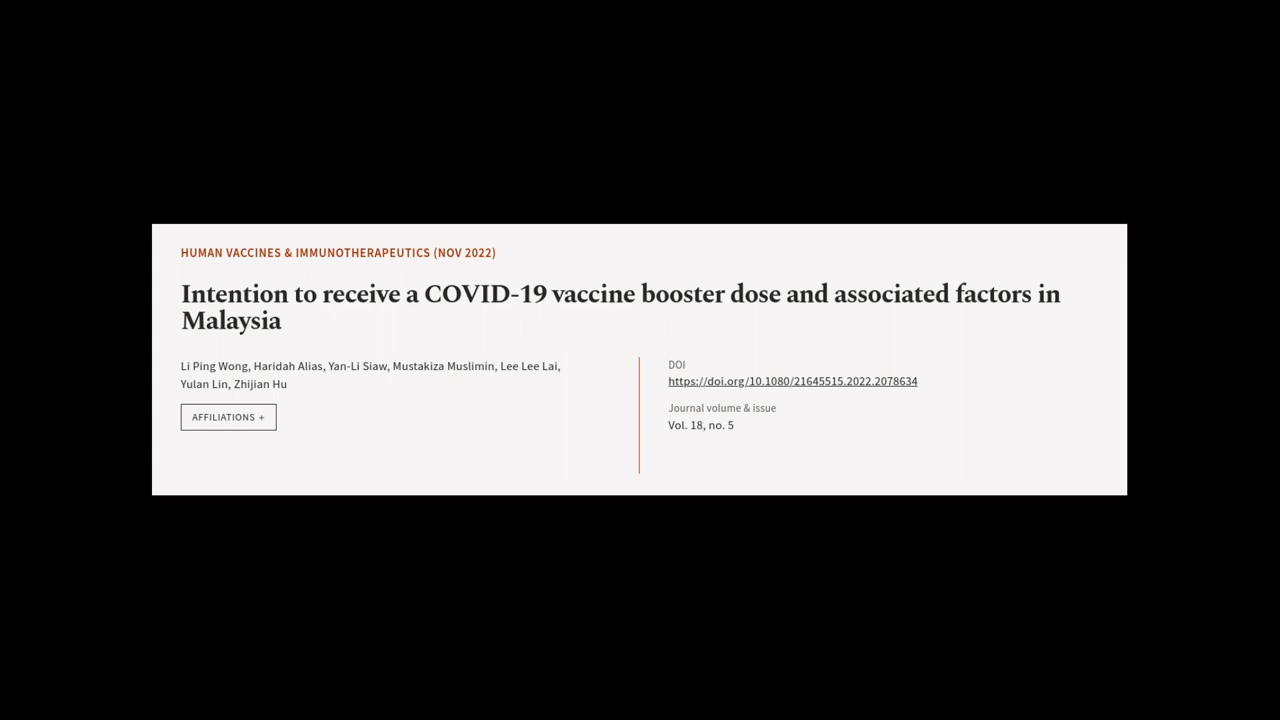 HUMAN VACCINES & IMMUNOTHERAPEUTICS (NOV 2022)
Intention to receive a COVID-19 vaccine booster dose and associated factors in
Malaysia
Li Ping Wong, Haridah Alias, Yan-Li Siaw, Mustakiza Muslimin, Lee Lee Lai,
Yulan Lin, Zhijian Hu
AFFILIATIONS +
DOI
https://doi.org/10.1080/21645515.2022.2078634
Journal volume & issue
Vol. 18, no. 5